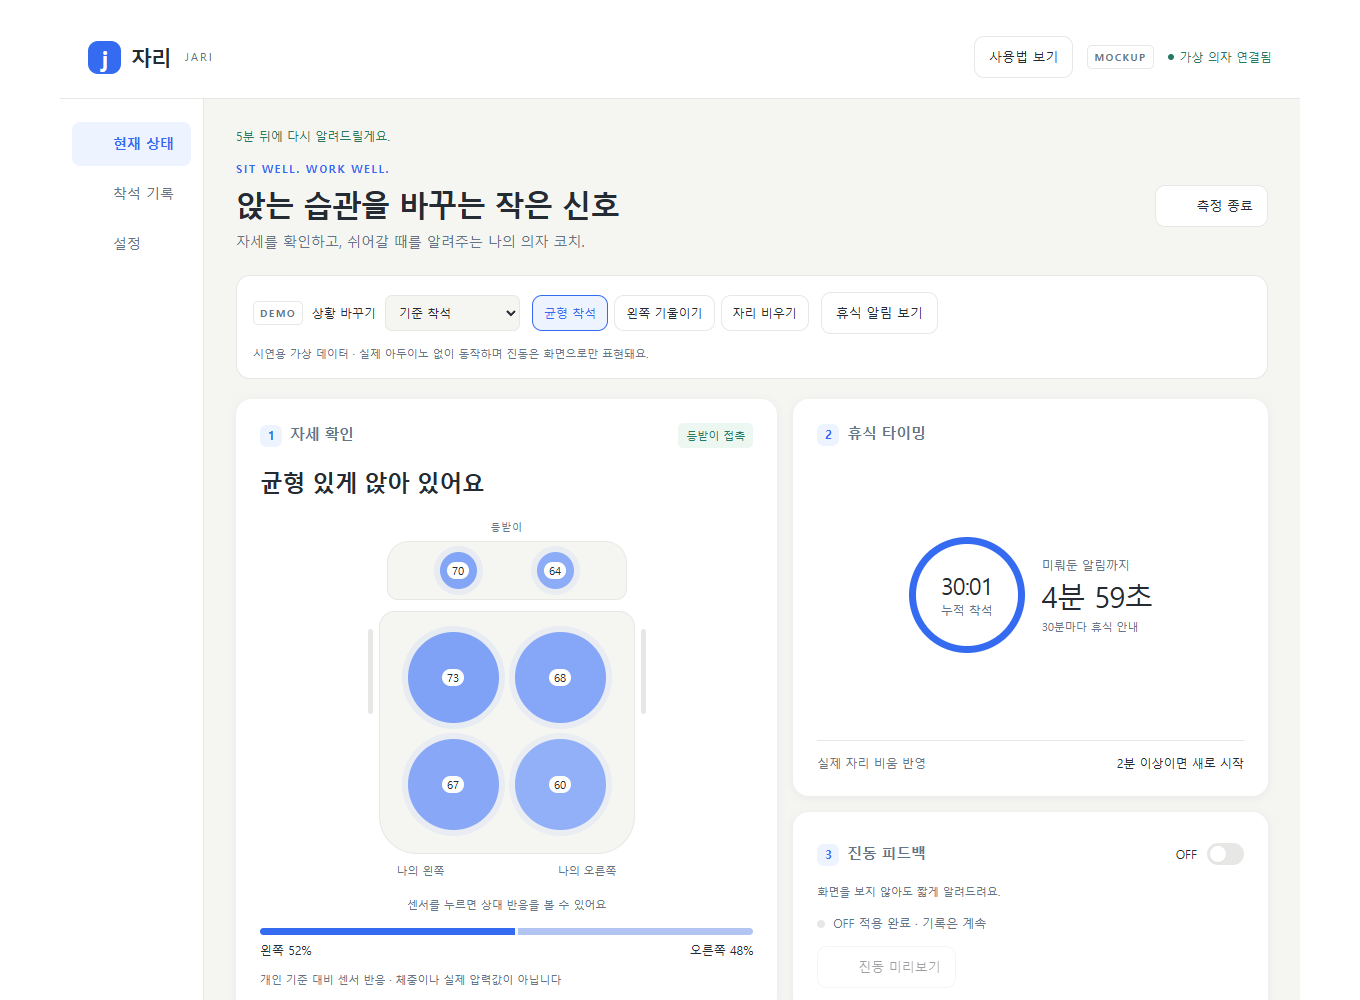 j 자리 JARI
사용법 보기
MOCKUP
가상 의자 연결됨
현재 상태
착석 기록
설정
5분 뒤에 다시 알려드릴게요.
SIT WELL. WORK WELL.
앉는 습관을 바꾸는 작은 신호
자세를 확인하고, 쉬어갈 때를 알려주는 나의 의자 코치.
측정 종료
DEMO 상황 바꾸기 기준 착석 균형 착석 왼쪽 기울이기 자리 비우기 휴식 알림 보기
시연용 가상 데이터 · 실제 아두이노 없이 동작하며 진동은 화면으로만 표현돼요.
1 자세 확인
등받이 접촉
균형 있게 앉아 있어요
등받이
70 64
73 68
67 60
나의 왼쪽 나의 오른쪽
센서를 누르면 상대 반응을 볼 수 있어요
왼쪽 52% 오른쪽 48%
개인 기준 대비 센서 반응 · 체중이나 실제 압력값이 아닙니다
2 휴식 타이밍
30:01
누적 착석
미뤄둔 알림까지
4분 59초
30분마다 휴식 안내
실제 자리 비움 반영 2분 이상이면 새로 시작
3 진동 피드백
OFF
화면을 보지 않아도 짧게 알려드려요.
OFF 적용 완료 · 기록은 계속
진동 미리보기